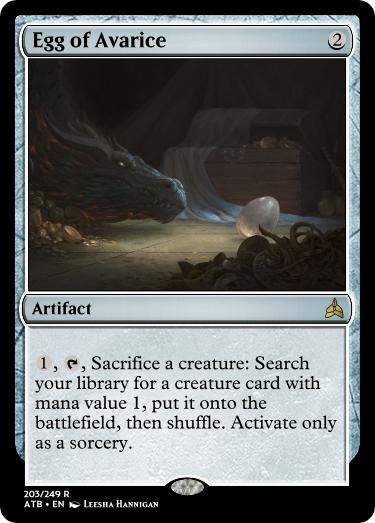 Egg of Avarice 2
Artifact
1, T, Sacrifice a creature: Search
your library for a creature card with
mana value 1, put it onto the
battlefield, then shuffle. Activate only
as a sorcery.
203/249 R
ATB • EN Leesha Hannigan